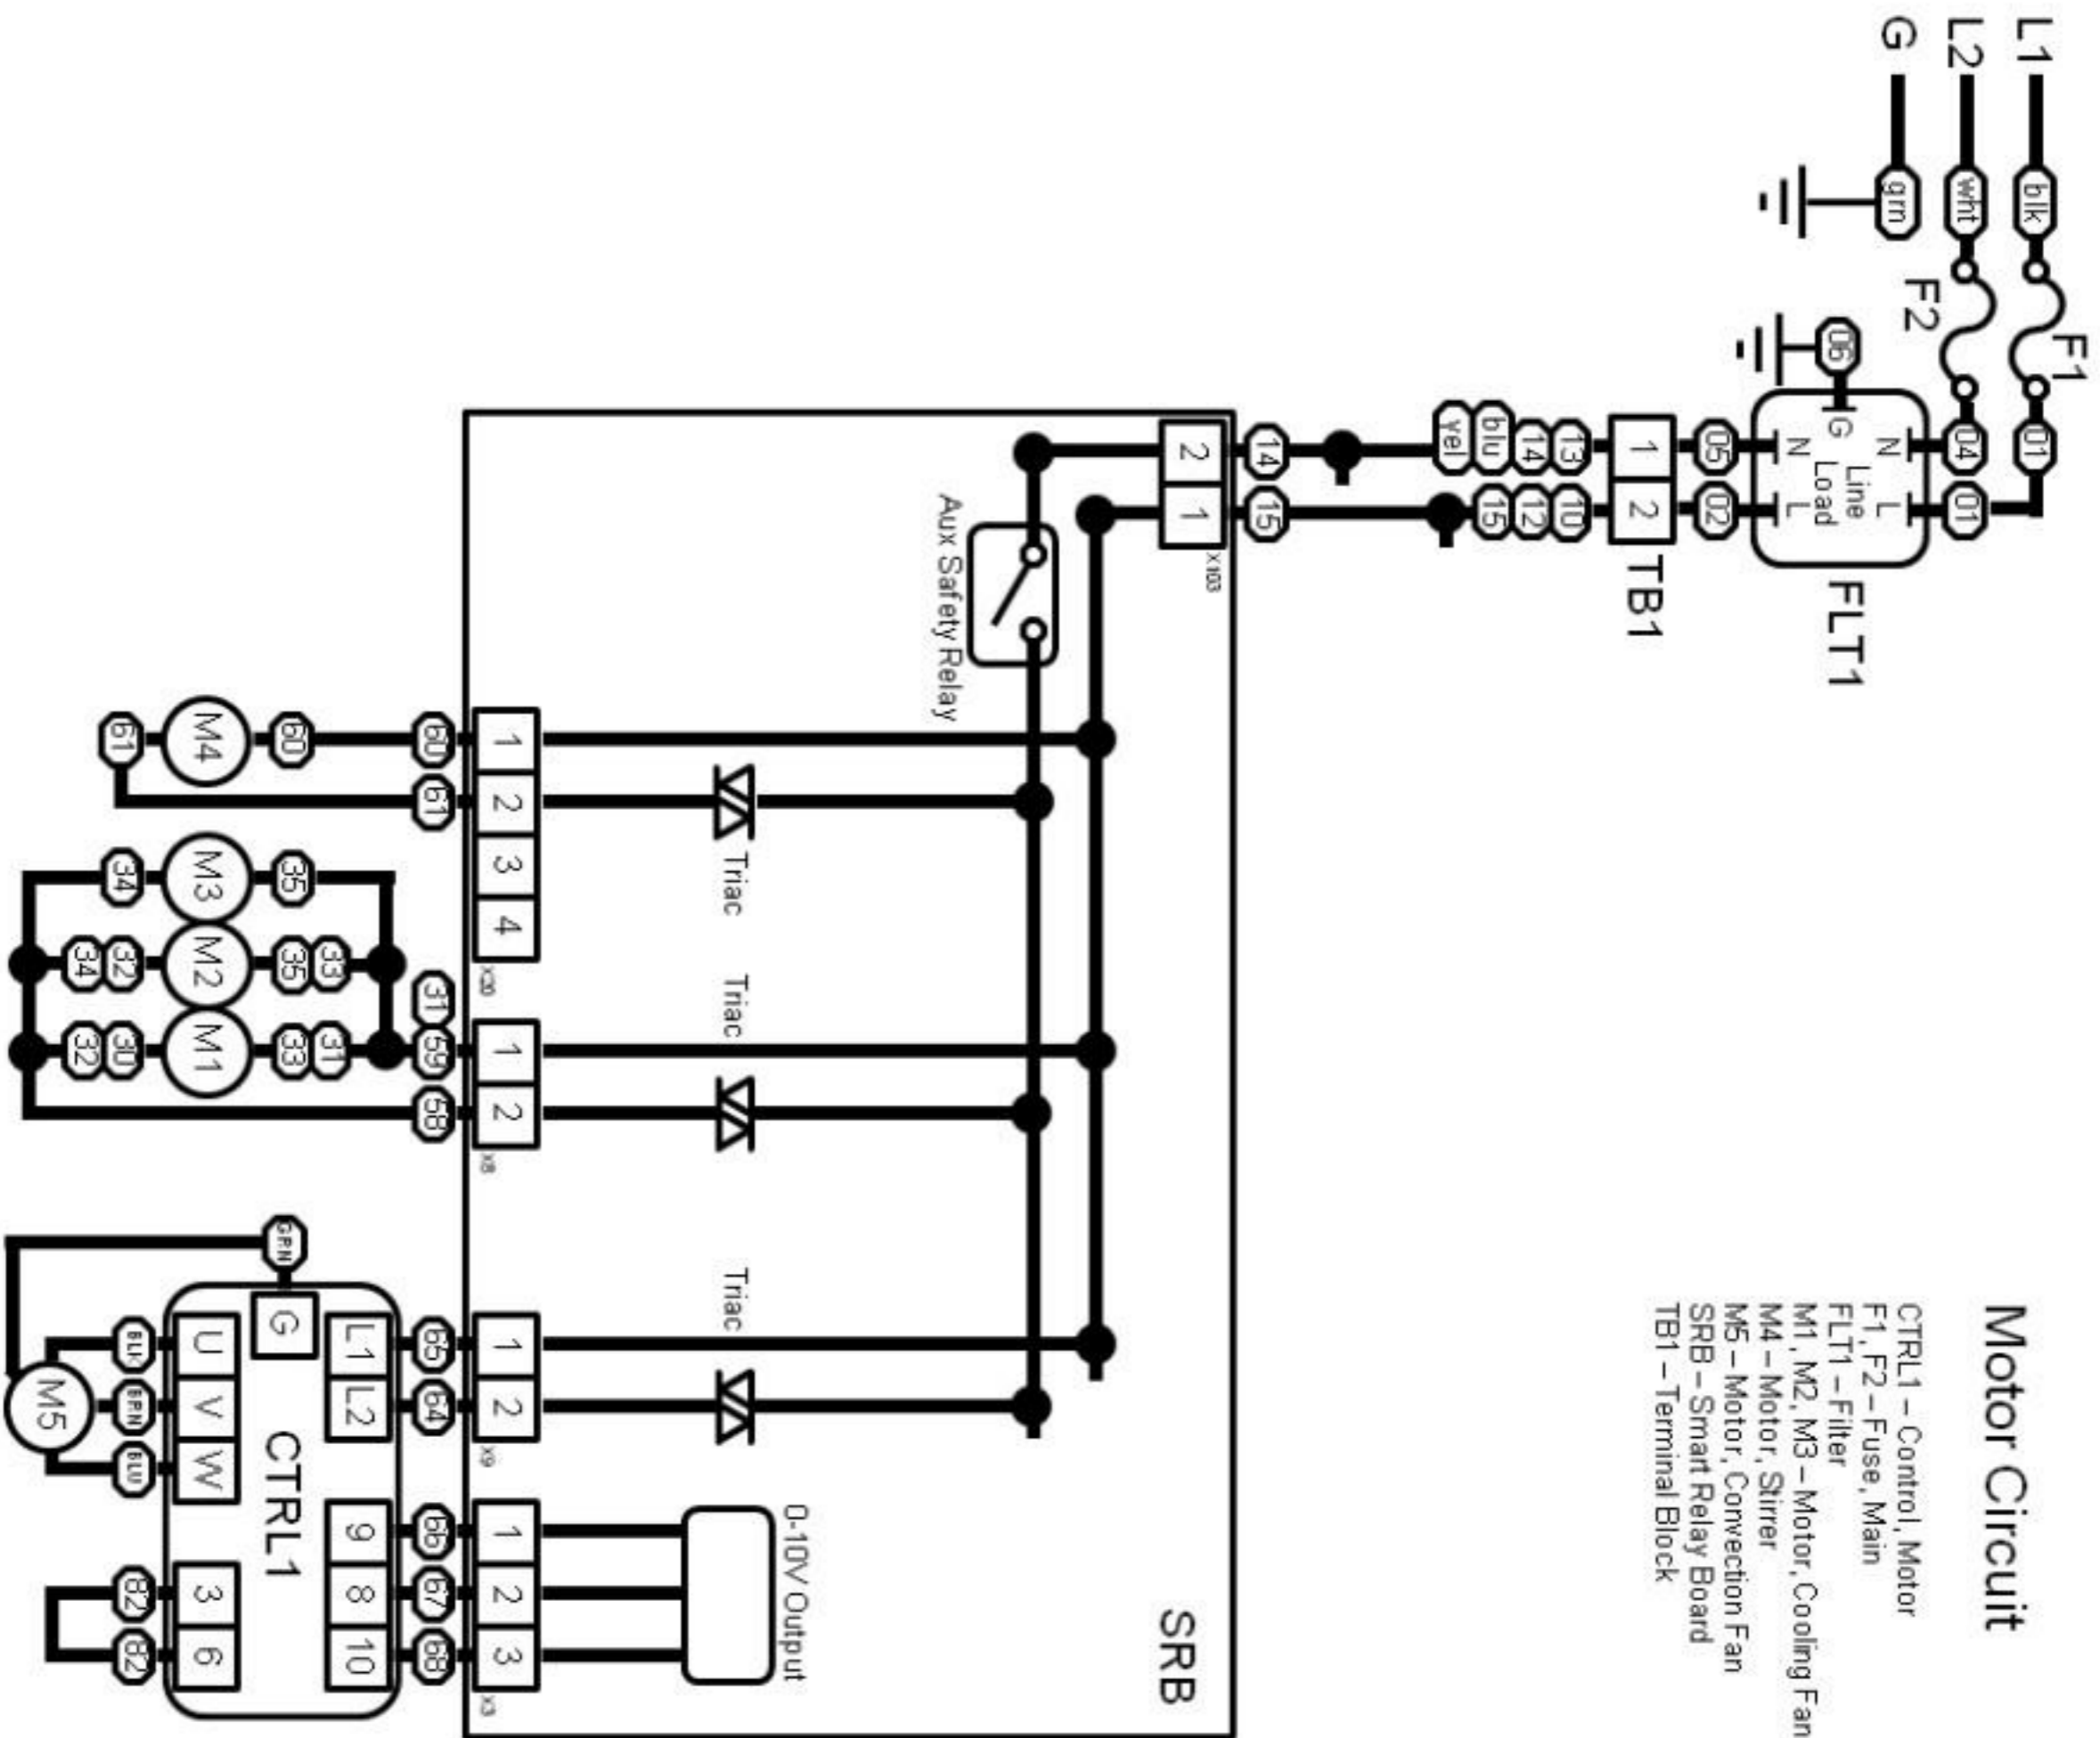 Motor Circuit
CTRL1 – Control, Motor
F1, F2 – Fuse, Main
FLT1 – Filter
M1, M2, M3 – Motor, Cooling Fan
M4 – Motor, Stirrer
M5 – Motor, Convection Fan
SRB – Smart Relay Board
TB1 – Terminal Block
L1 blk F1 01
L2 wht F2 04 01
G grn
06
G N Line L
N Load L
FLT1
05 02
1 2 TB1
13 10
14 12
blu 15
yel
14 15
2 1 X103
SRB
Aux Safety Relay
Triac Triac Triac
0-10V Output
1 2 3 4 X20
1 2 X8
1 2 X9
1 2 3 X3
60 61 31 59 58 65 64 66 67 68
L1 L2 9 8 10
60 35 33 35 31 33
GRN G
CTRL1
M4 M3 M2 M1
U V W 3 6
61 34 32 34 30 32
BLK BRN BLU 82 82
M5